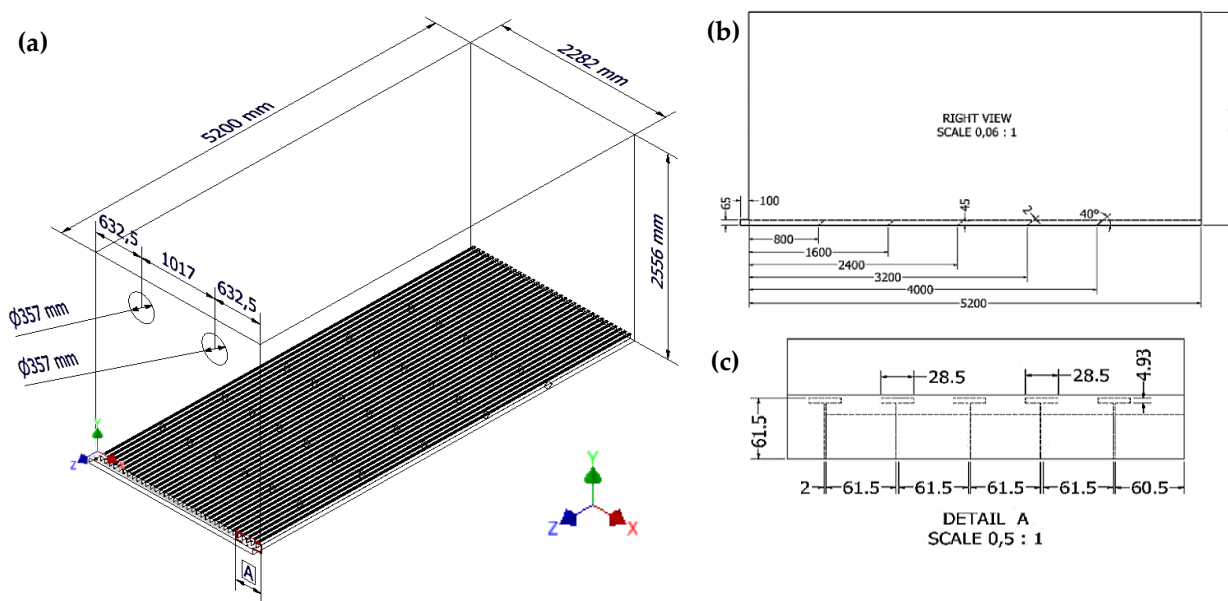 (a)
5200 mm
2282 mm
632,5
1017
632,5
2556 mm
Ø357 mm
Ø357 mm
Y
Z
X
Y
Z
X
A
(b)
RIGHT VIEW
SCALE 0,06 : 1
65
100
45
2
40°
800
1600
2400
3200
4000
5200
(c)
28.5
28.5
4.93
61.5
2
61.5
61.5
61.5
61.5
60.5
DETAIL A
SCALE 0,5 : 1